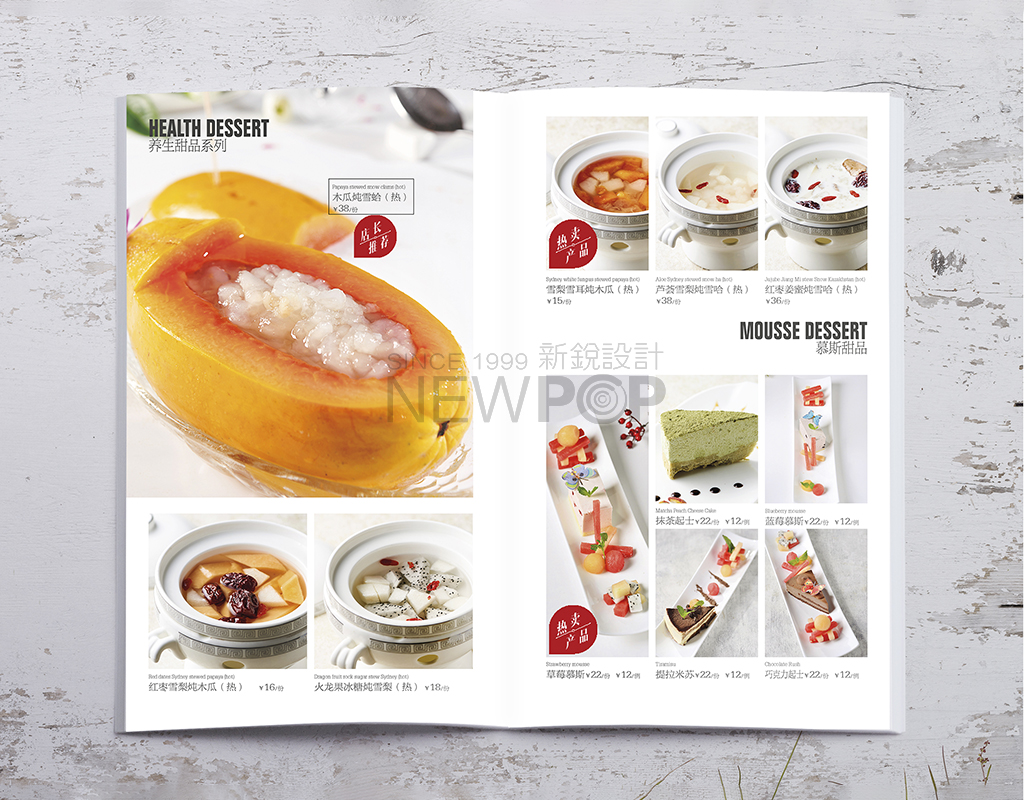 HEALTH DESSERT
养生甜品系列
Papaya stewed snow clams (hot)
木瓜炖雪蛤（热）
¥38/份
店长
推荐
Red dates Sydney stewed papaya (hot)
红枣雪梨炖木瓜（热） ¥16/份
Dragon fruit rock sugar stew Sydney (hot)
火龙果冰糖炖雪梨（热） ¥18/份
热卖
产品
Sydney white fungus stewed papaya (hot)
雪梨雪耳炖木瓜（热）
¥15/份
Aloe Sydney stewed snow ha (hot)
芦荟雪梨炖雪哈（热）
¥38/份
Jujube Jiang Mi stew Snow Kazakhstan (hot)
红枣姜蜜炖雪哈（热）
¥36/份
MOUSSE DESSERT
慕斯甜品
SINCE 1999 新銳設計
NEWPOP
Matcha Peach Cheese Cake
抹茶起士¥22/份 ¥12/例
Blueberry mousse
蓝莓慕斯¥22/份 ¥12/例
热卖
产品
Strawberry mousse
草莓慕斯¥22/份 ¥12/例
Tiramisu
提拉米苏¥22/份 ¥12/例
Chocolate Rush
巧克力起士¥22/份 ¥12/例